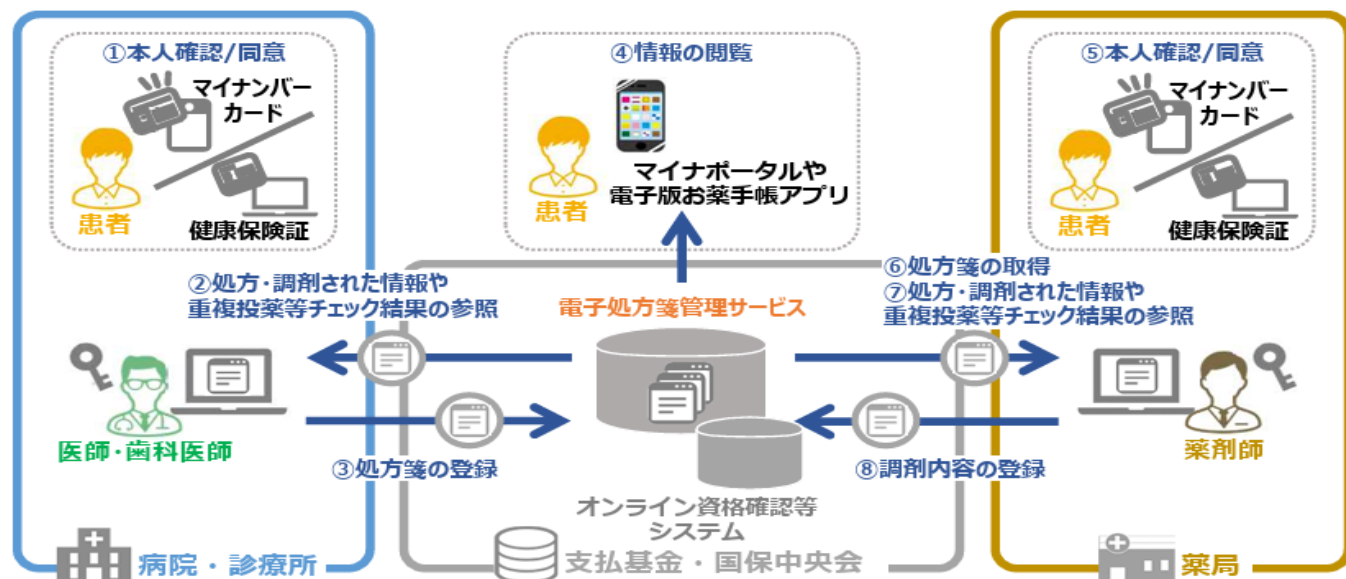 ①本人確認/同意
マイナンバー
カード
患者
健康保険証
②処方・調剤された情報や
重複投薬等チェック結果の参照
医師・歯科医師
③処方箋の登録
病院・診療所
④情報の閲覧
患者
マイナポータルや
電子版お薬手帳アプリ
電子処方箋管理サービス
オンライン資格確認等
システム
支払基金・国保中央会
⑤本人確認/同意
マイナンバー
カード
患者
健康保険証
⑥処方箋の取得
⑦処方・調剤された情報や
重複投薬等チェック結果の参照
薬剤師
⑧調剤内容の登録
薬局